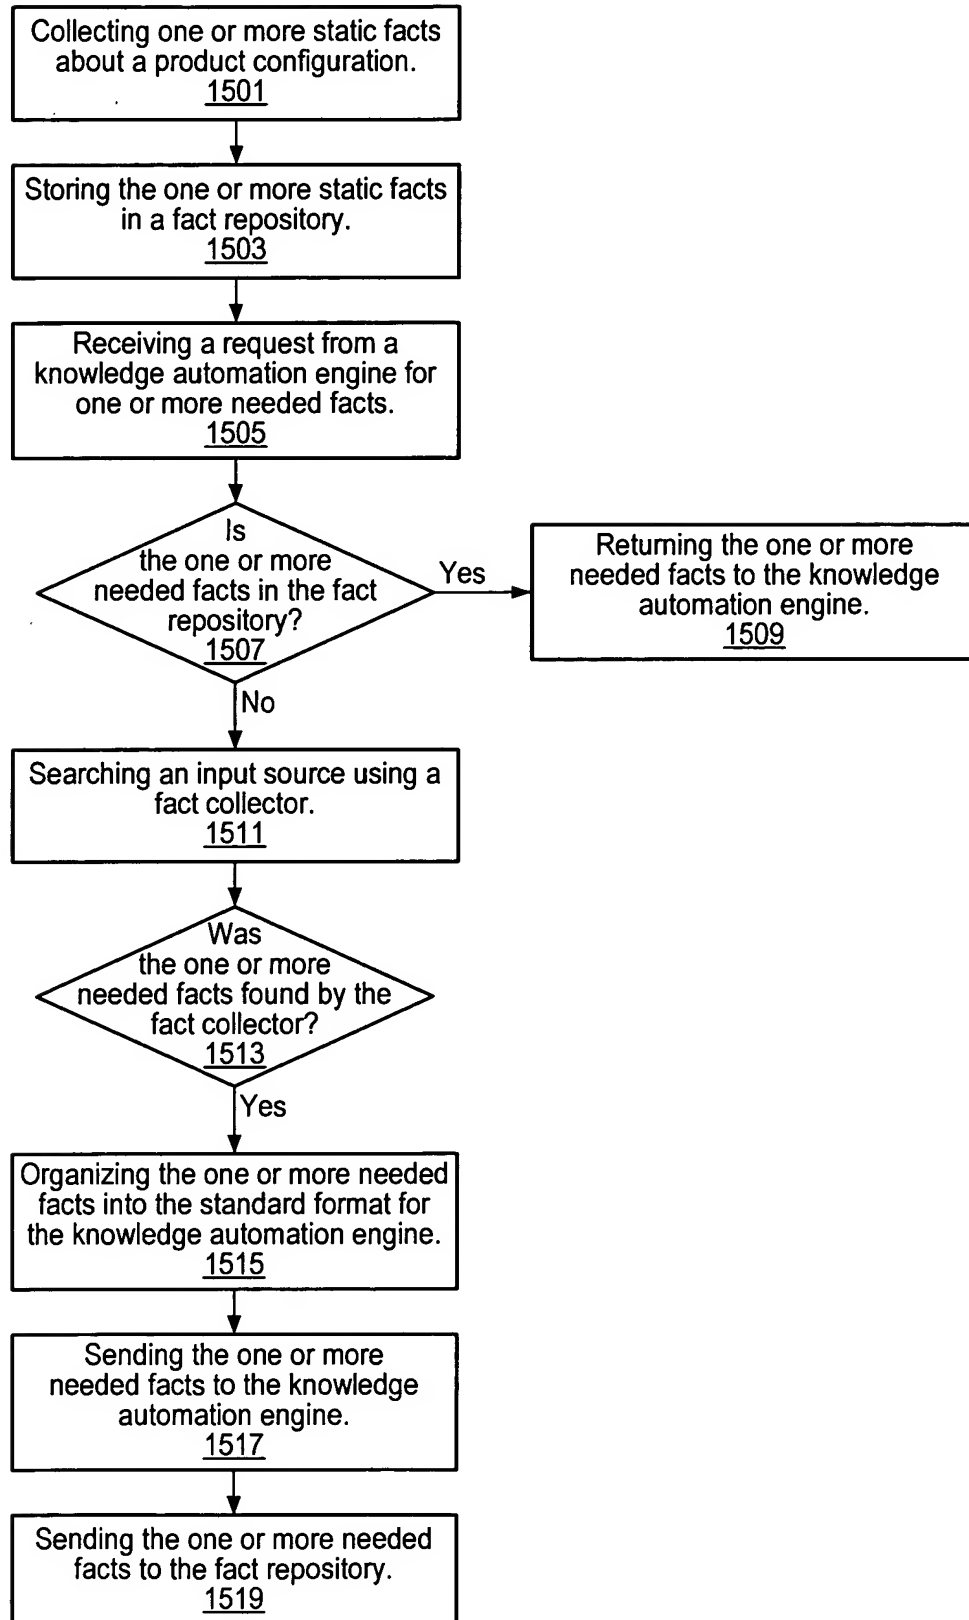 Collecting one or more static facts
about a product configuration.
1501
Storing the one or more static facts
in a fact repository.
1503
Receiving a request from a
knowledge automation engine for
one or more needed facts.
1505
Is
the one or more
needed facts in the fact
repository?
1507
Yes
Returning the one or more
needed facts to the knowledge
automation engine.
1509
No
Searching an input source using a
fact collector.
1511
Was
the one or more
needed facts found by the
fact collector?
1513
Yes
Organizing the one or more needed
facts into the standard format for
the knowledge automation engine.
1515
Sending the one or more
needed facts to the knowledge
automation engine.
1517
Sending the one or more needed
facts to the fact repository.
1519